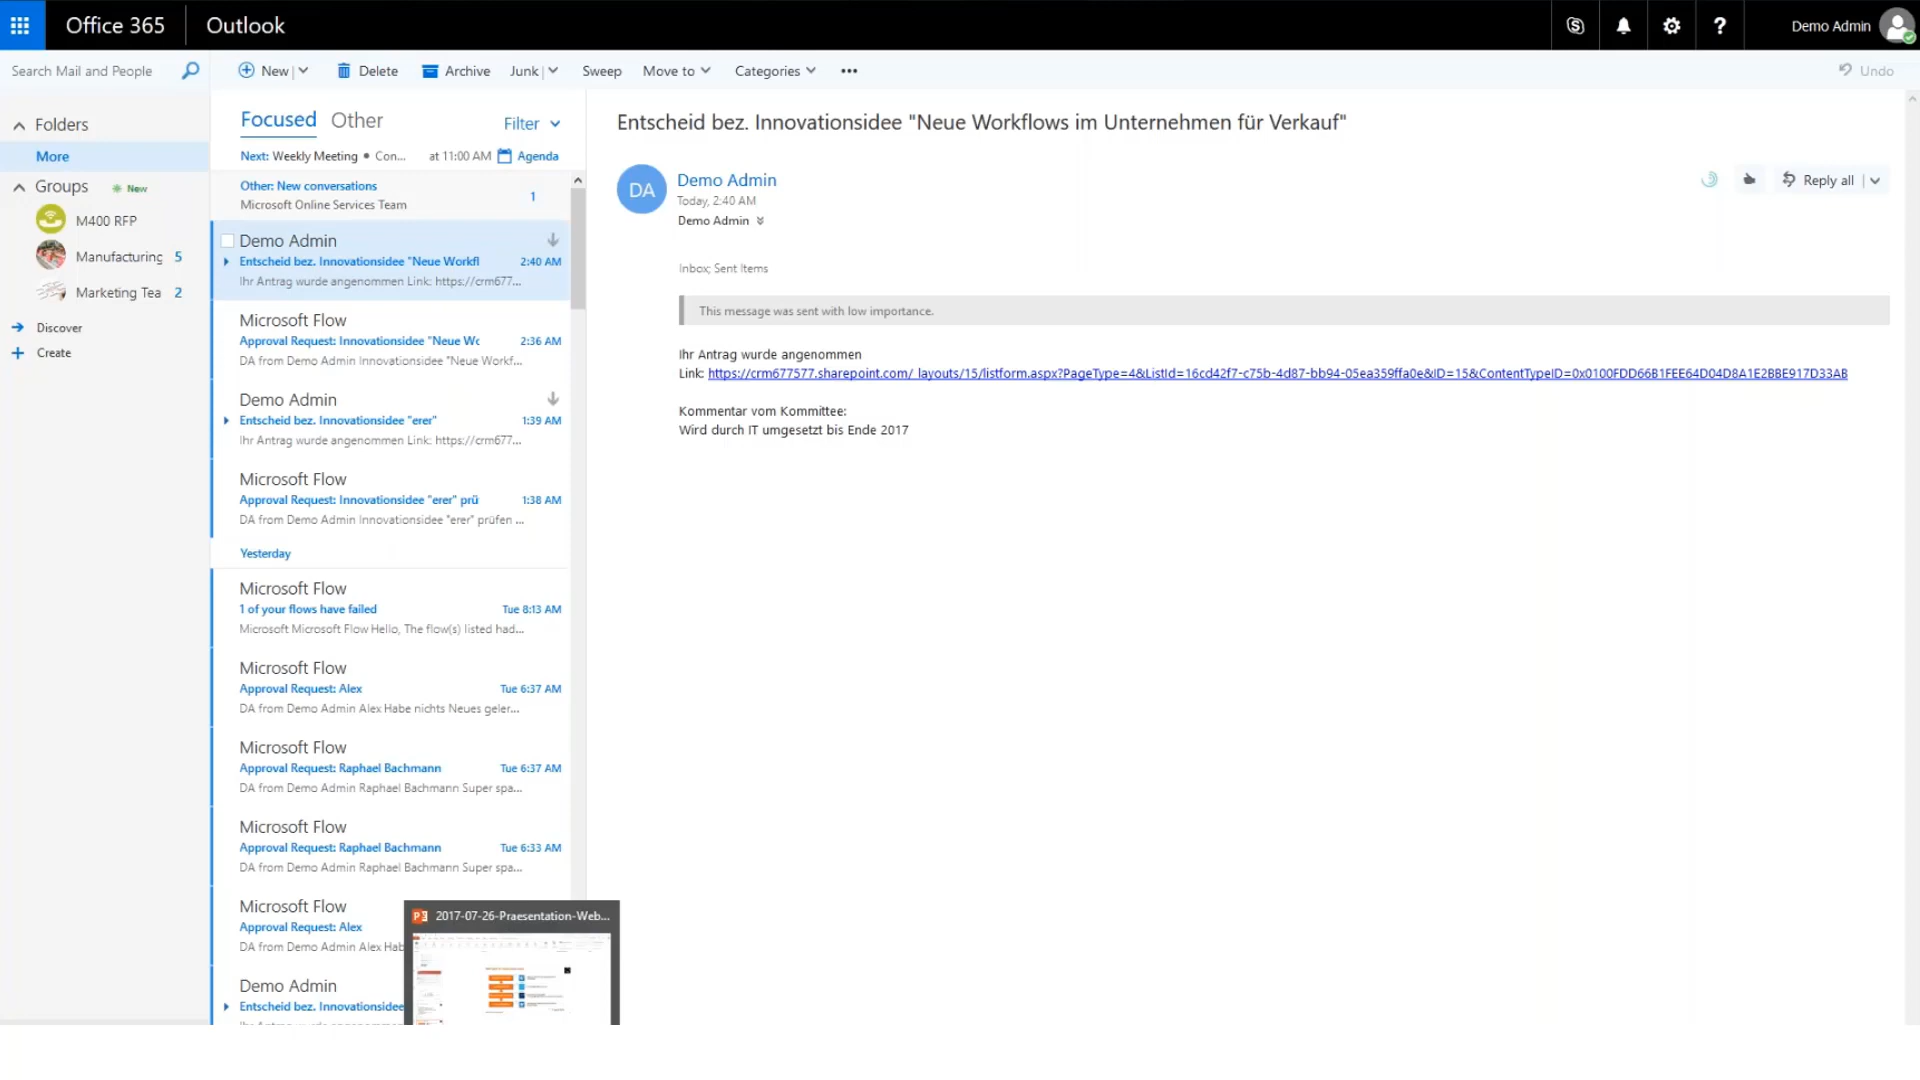 Office 365
Outlook
Demo Admin
Search Mail and People
New
Delete
Archive
Junk
Sweep
Move to
Categories
Undo
Folders
More
Groups
New
M400 RFP
Manufacturing 5
Marketing Tea 2
Discover
Create
Focused Other
Filter
Next: Weekly Meeting • Con... at 11:00 AM Agenda
Other: New conversations
Microsoft Online Services Team
1
Demo Admin
Entscheid bez. Innovationsidee "Neue Workfl 2:40 AM
Ihr Antrag wurde angenommen Link: https://crm677...
Microsoft Flow
Approval Request: Innovationsidee "Neue Wc 2:36 AM
DA from Demo Admin Innovationsidee "Neue Workf...
Demo Admin
Entscheid bez. Innovationsidee "erer" 1:39 AM
Ihr Antrag wurde angenommen Link: https://crm677...
Microsoft Flow
Approval Request: Innovationsidee "erer" prü 1:38 AM
DA from Demo Admin Innovationsidee "erer" prüfen ...
Yesterday
Microsoft Flow
1 of your flows have failed Tue 8:13 AM
Microsoft Microsoft Flow Hello, The flow(s) listed had...
Microsoft Flow
Approval Request: Alex Tue 6:37 AM
DA from Demo Admin Alex Habe nichts Neues geler...
Microsoft Flow
Approval Request: Raphael Bachmann Tue 6:37 AM
DA from Demo Admin Raphael Bachmann Super spa...
Microsoft Flow
Approval Request: Raphael Bachmann Tue 6:33 AM
DA from Demo Admin Raphael Bachmann Super spa...
Microsoft Flow
Approval Request: Alex
DA from Demo Admin Alex Hab
Demo Admin
Entscheid bez. Innovationsidee
2017-07-26-Praesentation-Web...
Entscheid bez. Innovationsidee "Neue Workflows im Unternehmen für Verkauf"
DA
Demo Admin
Today, 2:40 AM
Demo Admin
Reply all
Inbox; Sent Items
This message was sent with low importance.
Ihr Antrag wurde angenommen
Link: https://crm677577.sharepoint.com/_layouts/15/listform.aspx?PageType=4&ListId=16cd42f7-c75b-4d87-bb94-05ea359ffa0e&ID=15&ContentTypeID=0x0100FDD66B1FEE64D04D8A1E2BBE917D33AB
Kommentar vom Kommittee:
Wird durch IT umgesetzt bis Ende 2017